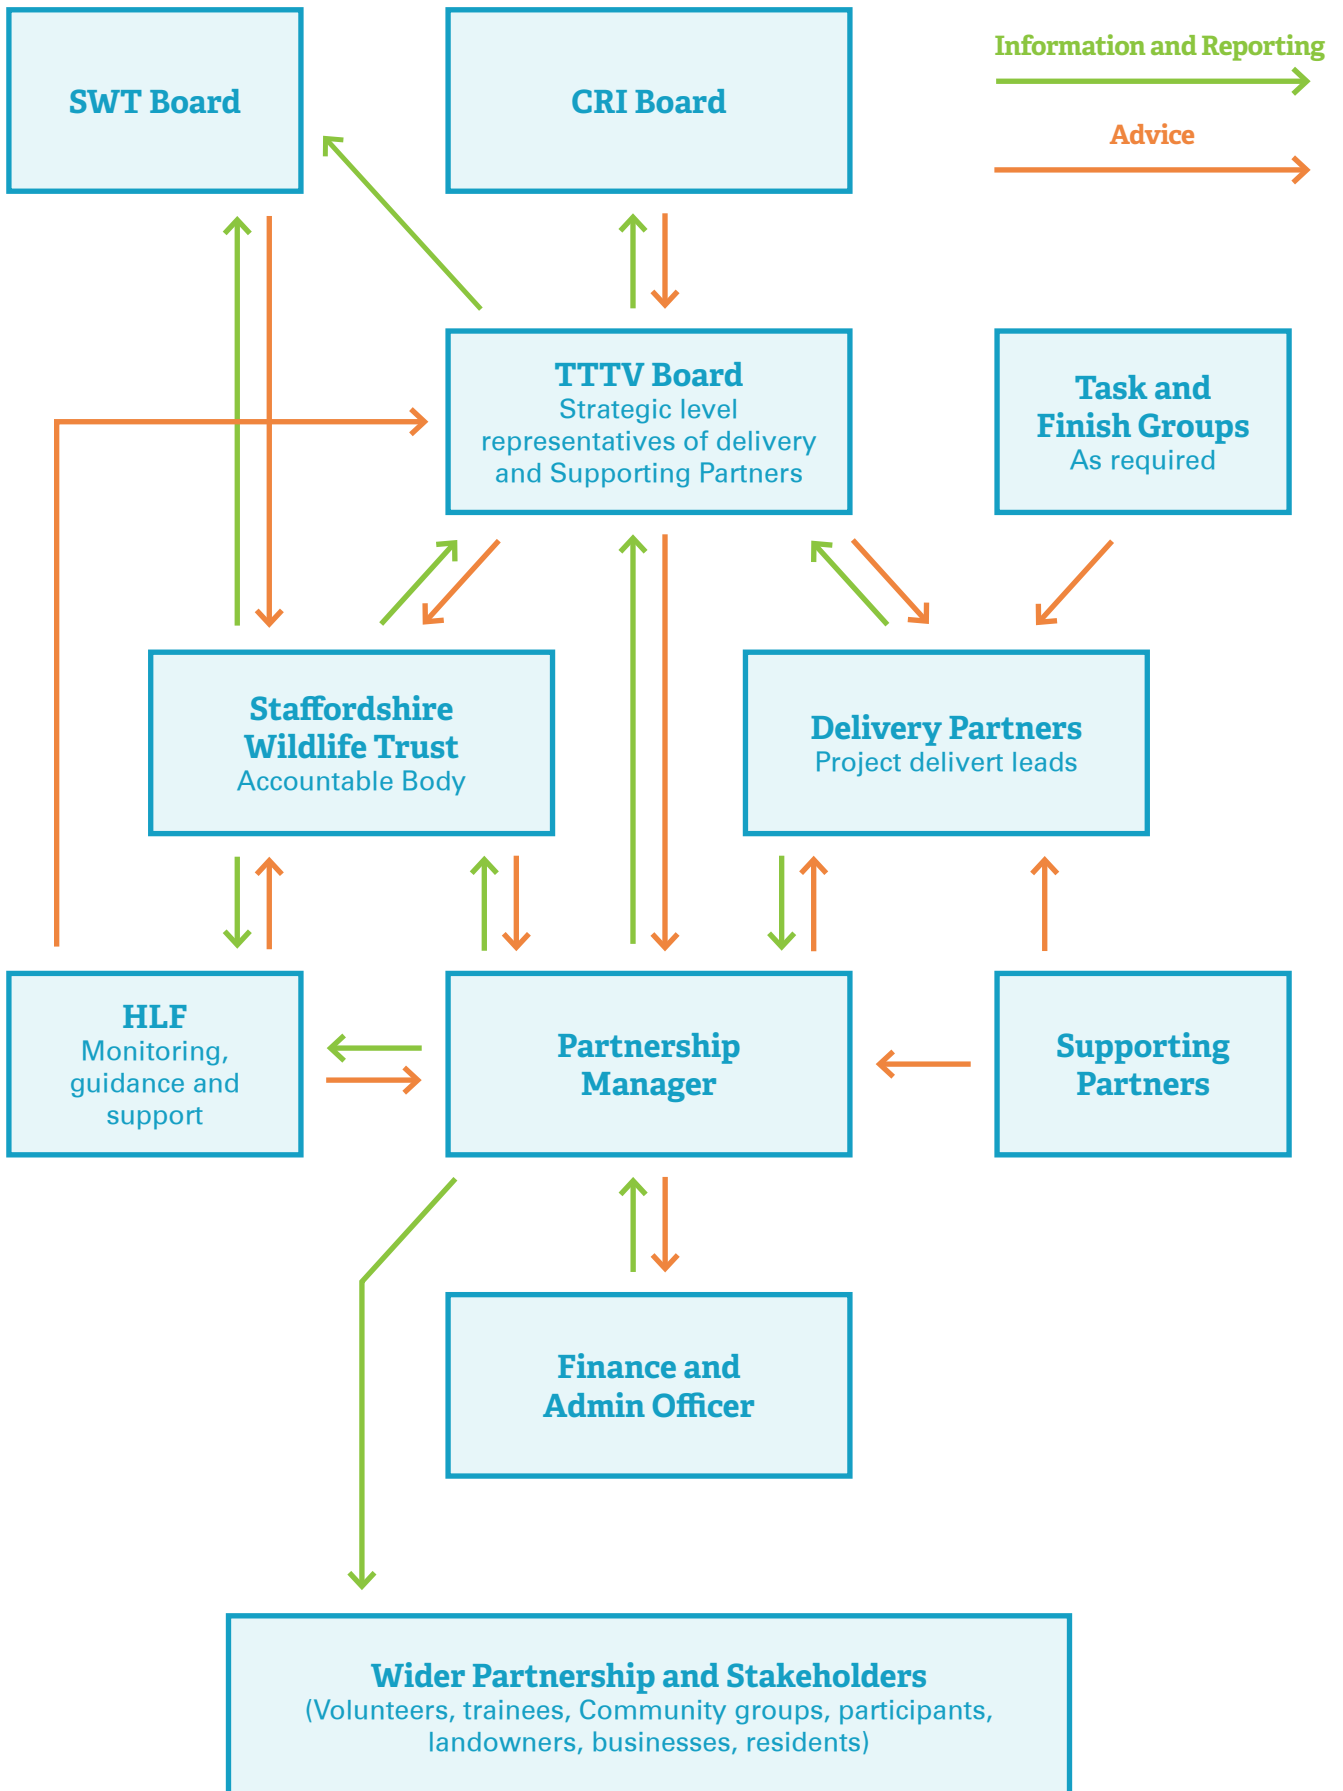 SWT Board
CRI Board
Information and Reporting
Advice
TTTV Board
Strategic level
representatives of delivery
and Supporting Partners
Task and
Finish Groups
As required
Staffordshire
Wildlife Trust
Accountable Body
Delivery Partners
Project delivert leads
HLF
Monitoring,
guidance and
support
Partnership
Manager
Supporting
Partners
Finance and
Admin Officer
Wider Partnership and Stakeholders
(Volunteers, trainees, Community groups, participants,
landowners, businesses, residents)